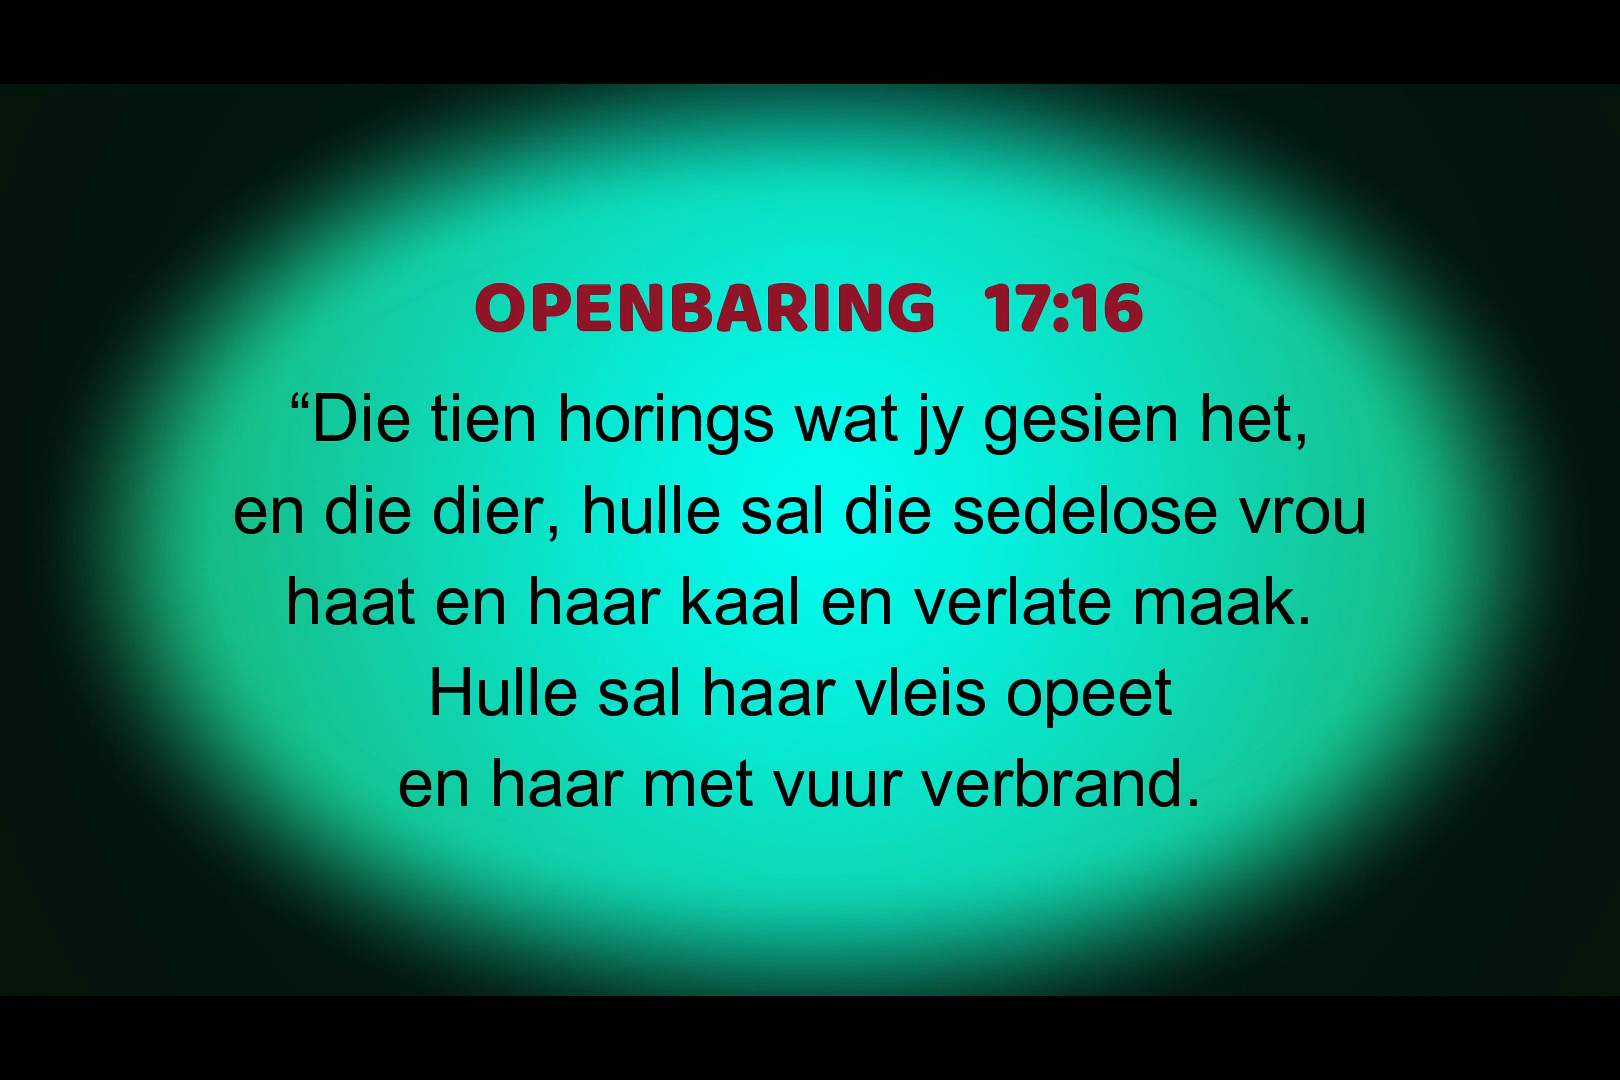 OPENBARING 17:16
“Die tien horings wat jy gesien het,
en die dier, hulle sal die sedelose vrou
haat en haar kaal en verlate maak.
Hulle sal haar vleis opeet
en haar met vuur verbrand.